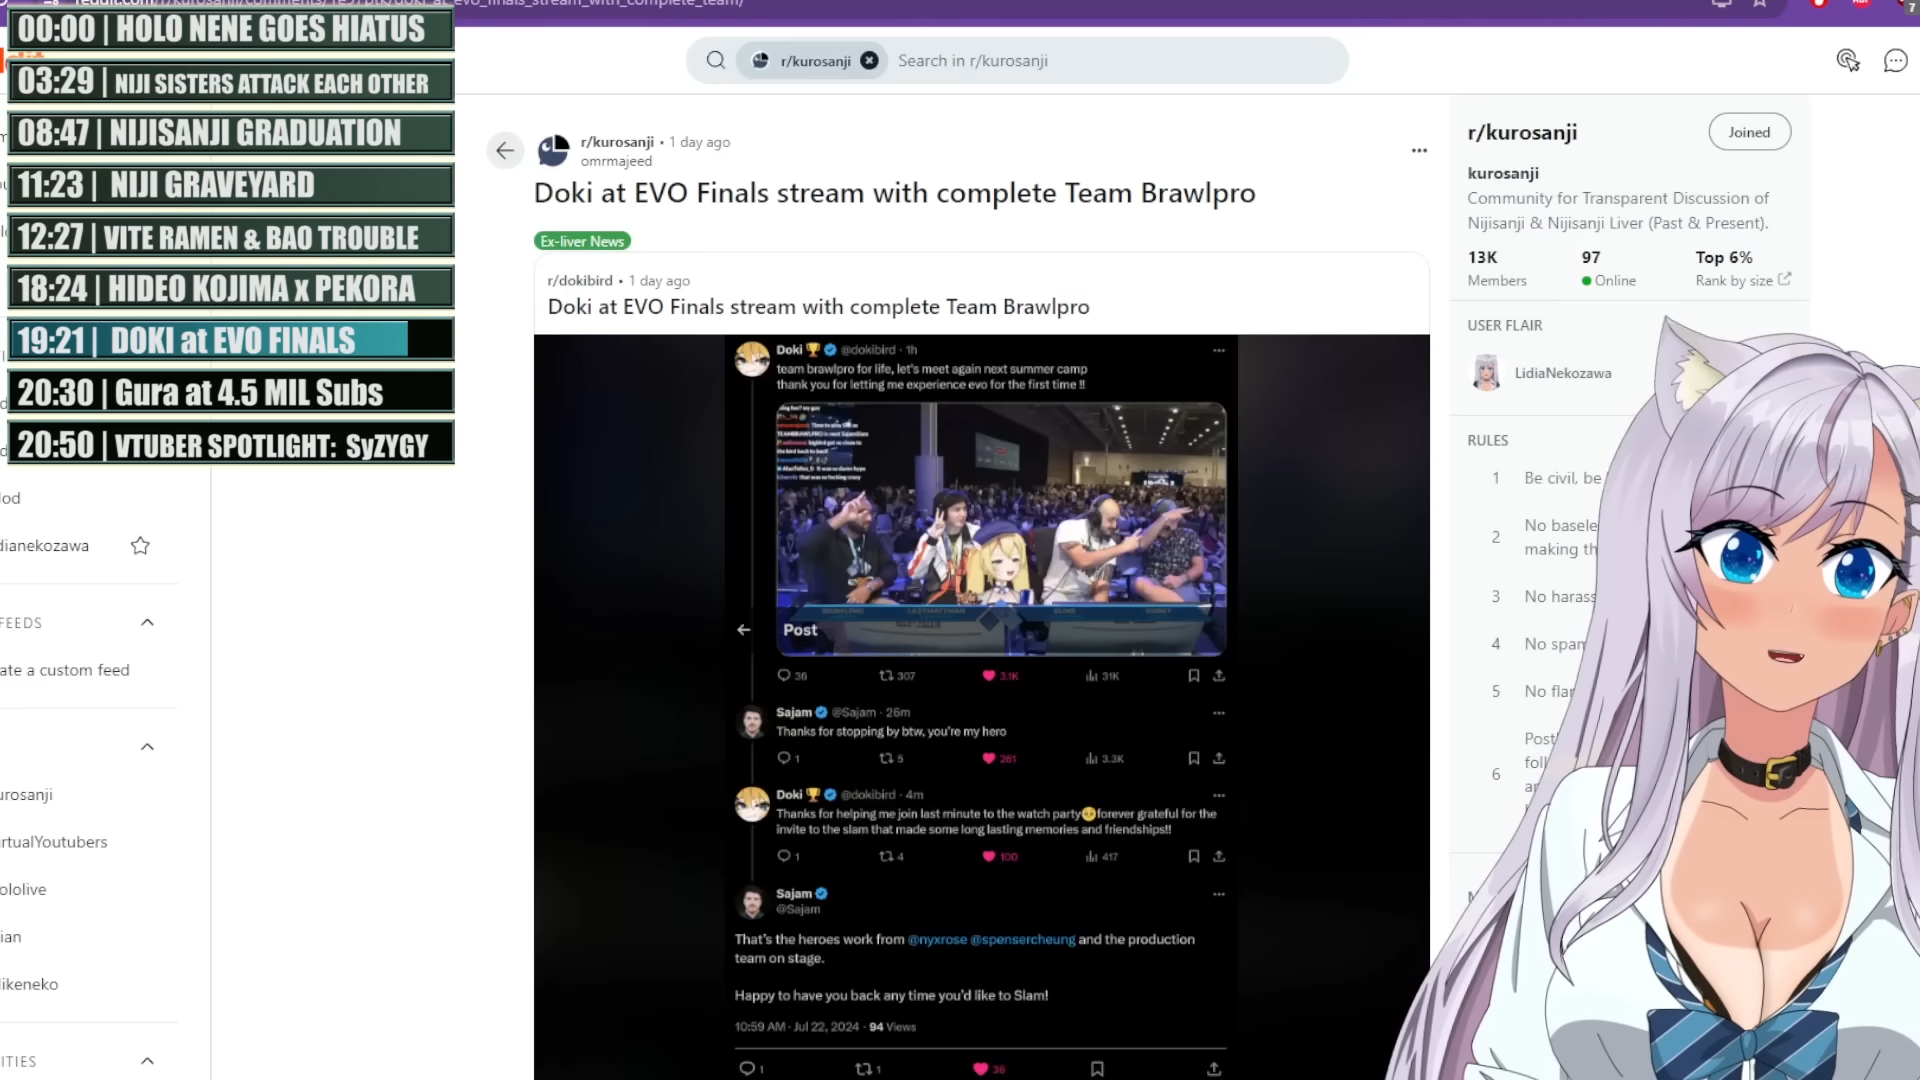 00:00 | HOLO NENE GOES HIATUS
03:29 | NIJI SISTERS ATTACK EACH OTHER
08:47 | NIJISANJI GRADUATION
11:23 | NIJI GRAVEYARD
12:27 | VITE RAMEN & BAO TROUBLE
18:24 | HIDEO KOJIMA x PEKORA
19:21 | DOKI at EVO FINALS
20:30 | Gura at 4.5 MIL Subs
20:50 | VTUBER SPOTLIGHT: SyZYGY
lod
dianekozawa
FEEDS
ate a custom feed
urosanji
irtualYoutubers
ololive
ian
likeneko
ITIES
r/kurosanji
Search in r/kurosanji
7
r/kurosanji • 1 day ago
omrmajeed
Doki at EVO Finals stream with complete Team Brawlpro
Ex-liver News
r/dokibird • 1 day ago
Doki at EVO Finals stream with complete Team Brawlpro
Doki @dokibird · 1h
team brawlpro for life, let's meet again next summer camp
thank you for letting me experience evo for the first time !!
Post
36 307 3.1K 31K
Sajam @Sajam · 26m
Thanks for stopping by btw, you're my hero
1 5 261 3.3K
Doki @dokibird · 4m
Thanks for helping me join last minute to the watch party forever grateful for the
invite to the slam that made some long lasting memories and friendships!!
1 4 100 417
Sajam
@Sajam
That's the heroes work from @nyxrose @spensercheung and the production
team on stage.
Happy to have you back any time you'd like to Slam!
10:59 AM · Jul 22, 2024 · 94 Views
1 1 38
r/kurosanji
Joined
kurosanji
Community for Transparent Discussion of
Nijisanji & Nijisanji Liver (Past & Present).
13K 97 Top 6%
Members Online Rank by size
USER FLAIR
LidiaNekozawa
RULES
1 Be civil, be
2 No basele
making th
3 No harass
4 No spam
5 No flar
6 Post
foll